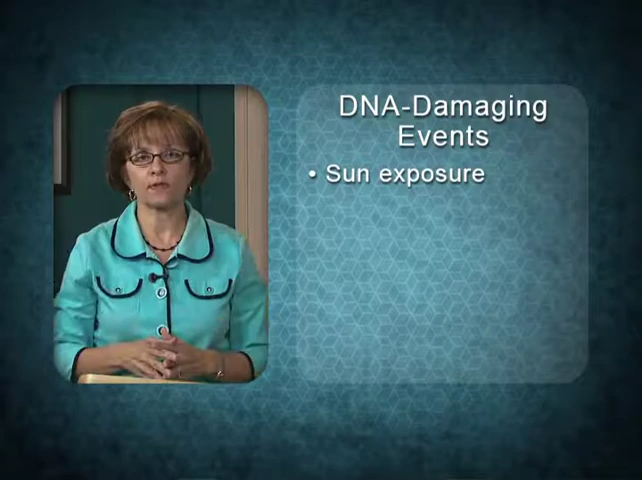 DNA-Damaging
Events
• Sun exposure